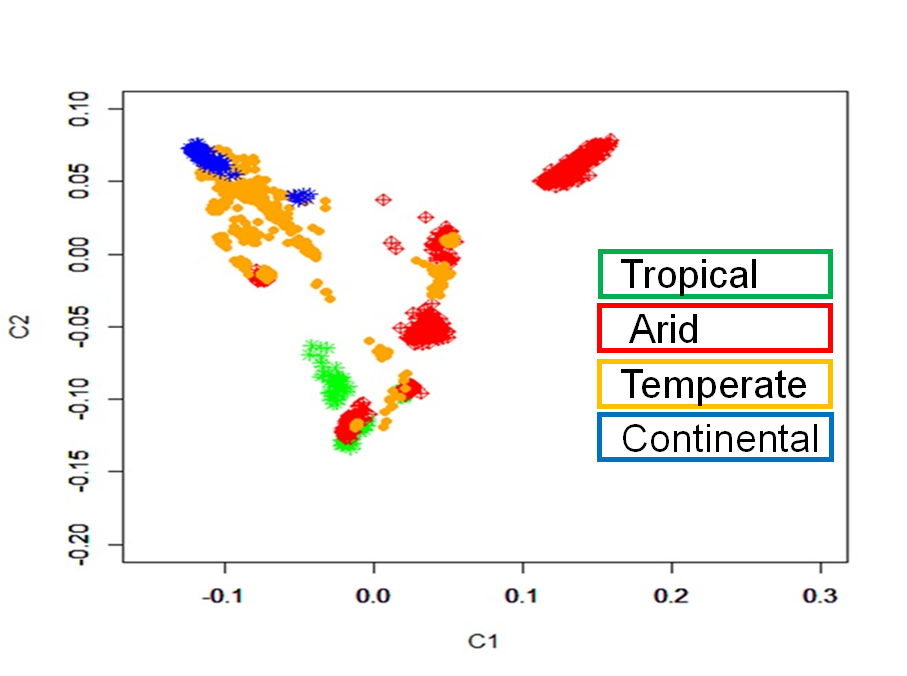 0.10
0.05
0.00
-0.05
-0.10
-0.15
-0.20
C2
Tropical
Arid
Temperate
Continental
-0.1 0.0 0.1 0.2 0.3
C1